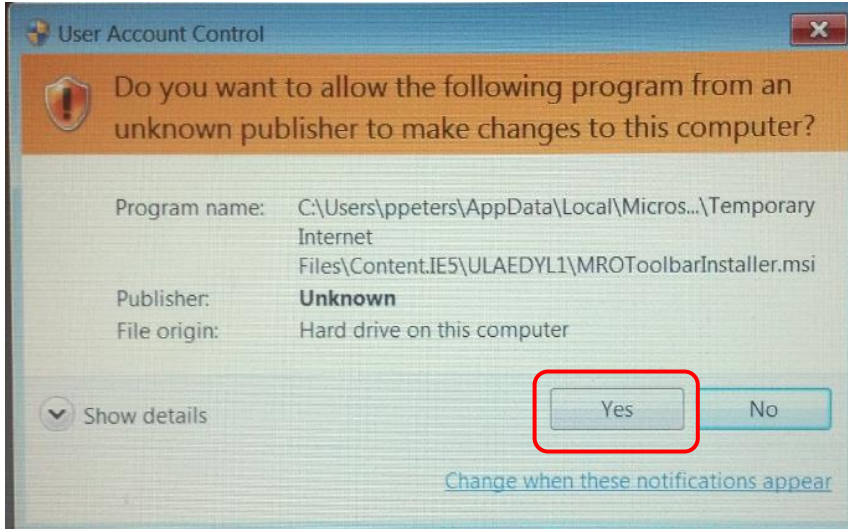 User Account Control
Do you want to allow the following program from an
unknown publisher to make changes to this computer?
Program name: C:\Users\ppeters\AppData\Local\Micros...\Temporary
Internet
Files\Content.IE5\ULAEDYL1\MROToolbarInstaller.msi
Publisher: Unknown
File origin: Hard drive on this computer
Show details Yes No
Change when these notifications appear